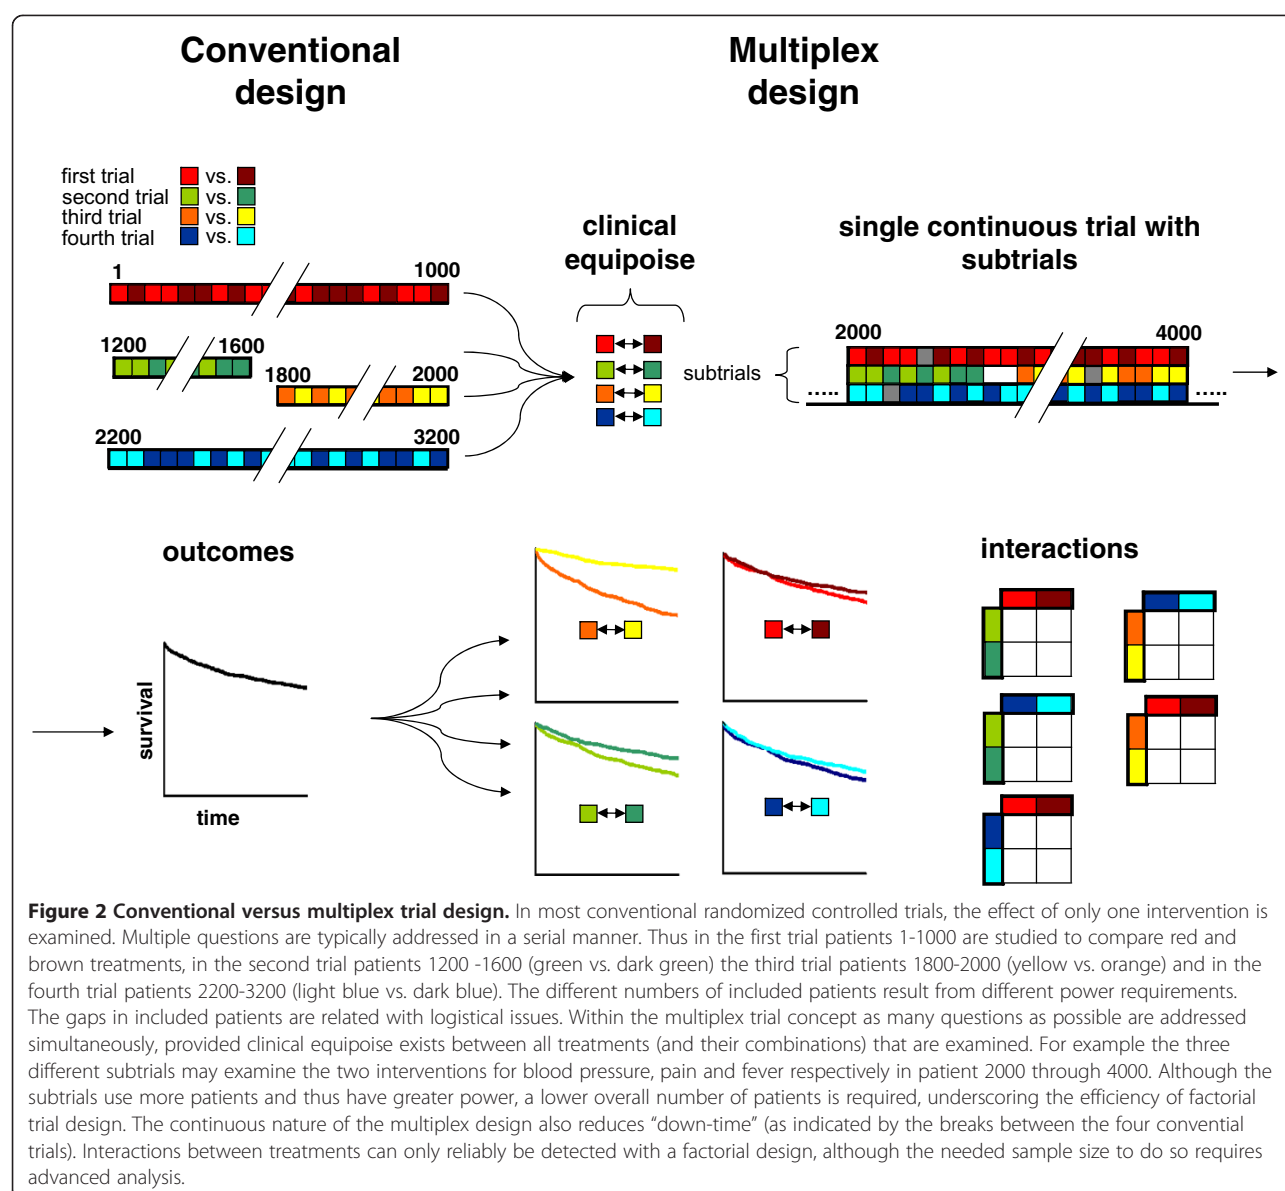 Conventional
design
Multiplex
design
first trial vs.
second trial vs.
third trial vs.
fourth trial vs.
1 1000
1200 1600
1800 2000
2200 3200
clinical
equipoise
subtrials
single continuous trial with
subtrials
2000 4000
..... .....
outcomes
survival
time
interactions
Figure 2 Conventional versus multiplex trial design. In most conventional randomized controlled trials, the effect of only one intervention is
examined. Multiple questions are typically addressed in a serial manner. Thus in the first trial patients 1-1000 are studied to compare red and
brown treatments, in the second trial patients 1200 -1600 (green vs. dark green) the third trial patients 1800-2000 (yellow vs. orange) and in the
fourth trial patients 2200-3200 (light blue vs. dark blue). The different numbers of included patients result from different power requirements.
The gaps in included patients are related with logistical issues. Within the multiplex trial concept as many questions as possible are addressed
simultaneously, provided clinical equipoise exists between all treatments (and their combinations) that are examined. For example the three
different subtrials may examine the two interventions for blood pressure, pain and fever respectively in patient 2000 through 4000. Although the
subtrials use more patients and thus have greater power, a lower overall number of patients is required, underscoring the efficiency of factorial
trial design. The continuous nature of the multiplex design also reduces “down-time” (as indicated by the breaks between the four convential
trials). Interactions between treatments can only reliably be detected with a factorial design, although the needed sample size to do so requires
advanced analysis.